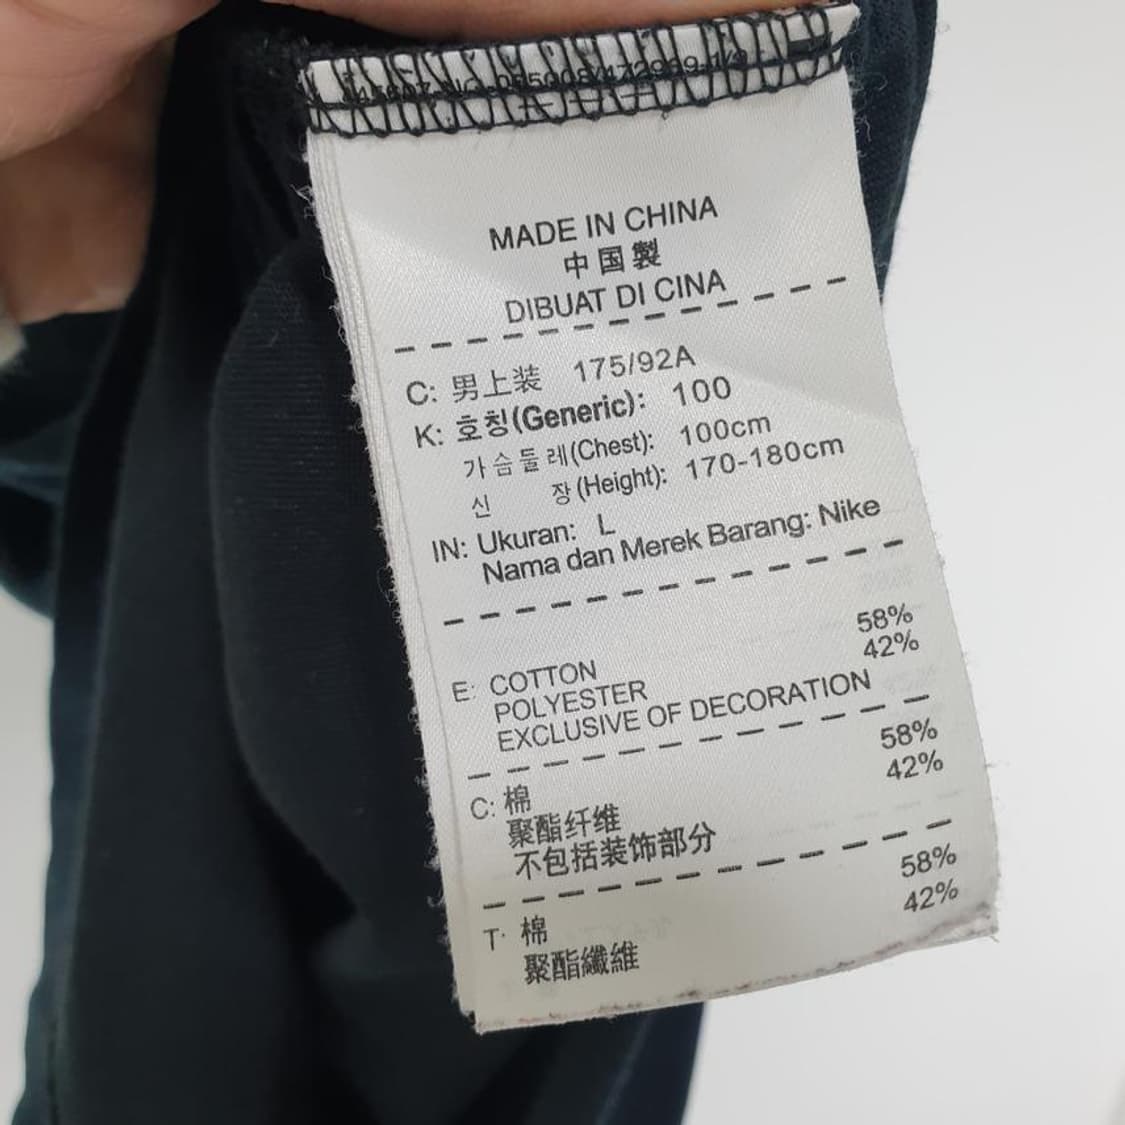 MADE IN CHINA
中国製
DIBUAT DI CINA
C: 男上装 175/92A
K: 호칭(Generic): 100
가슴둘레(Chest): 100cm
신 장(Height): 170-180cm
IN: Ukuran: L
Nama dan Merek Barang: Nike
E: COTTON 58%
POLYESTER 42%
EXCLUSIVE OF DECORATION
C: 棉 58%
聚酯纤维 42%
不包括装饰部分
T: 棉 58%
聚酯纖維 42%